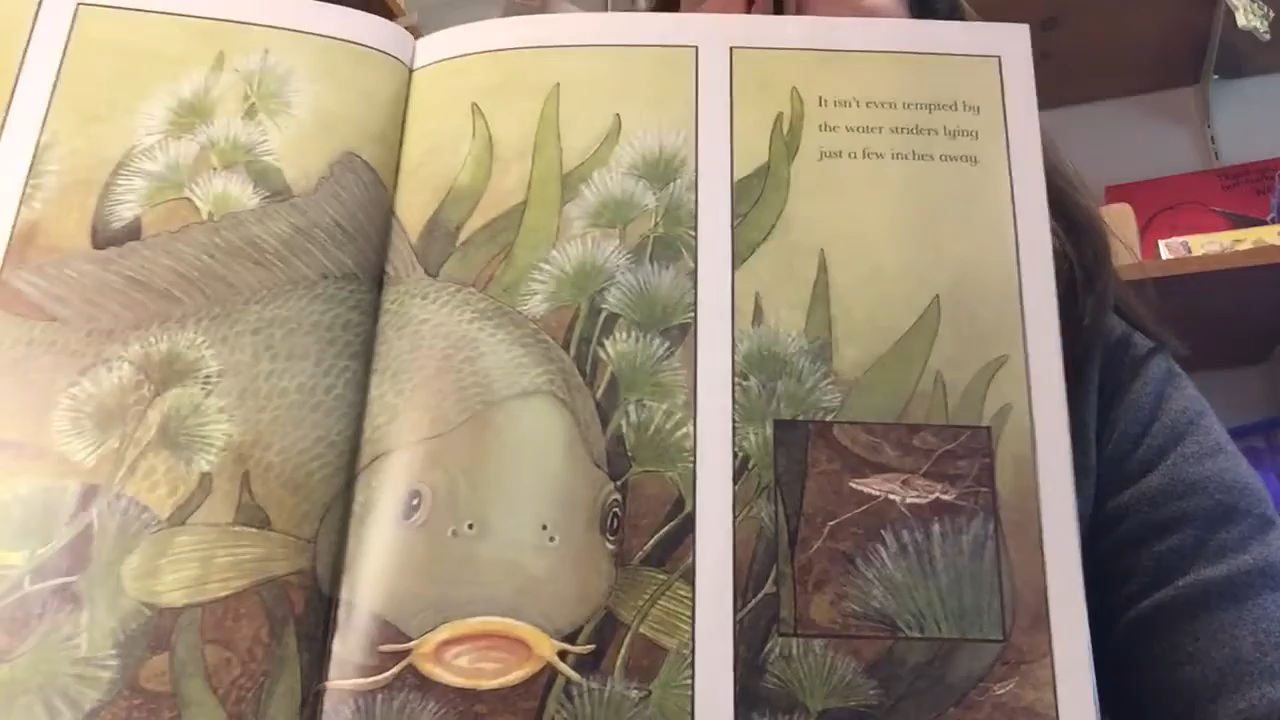 It isn't even tempted by
the water striders lying
just a few inches away.